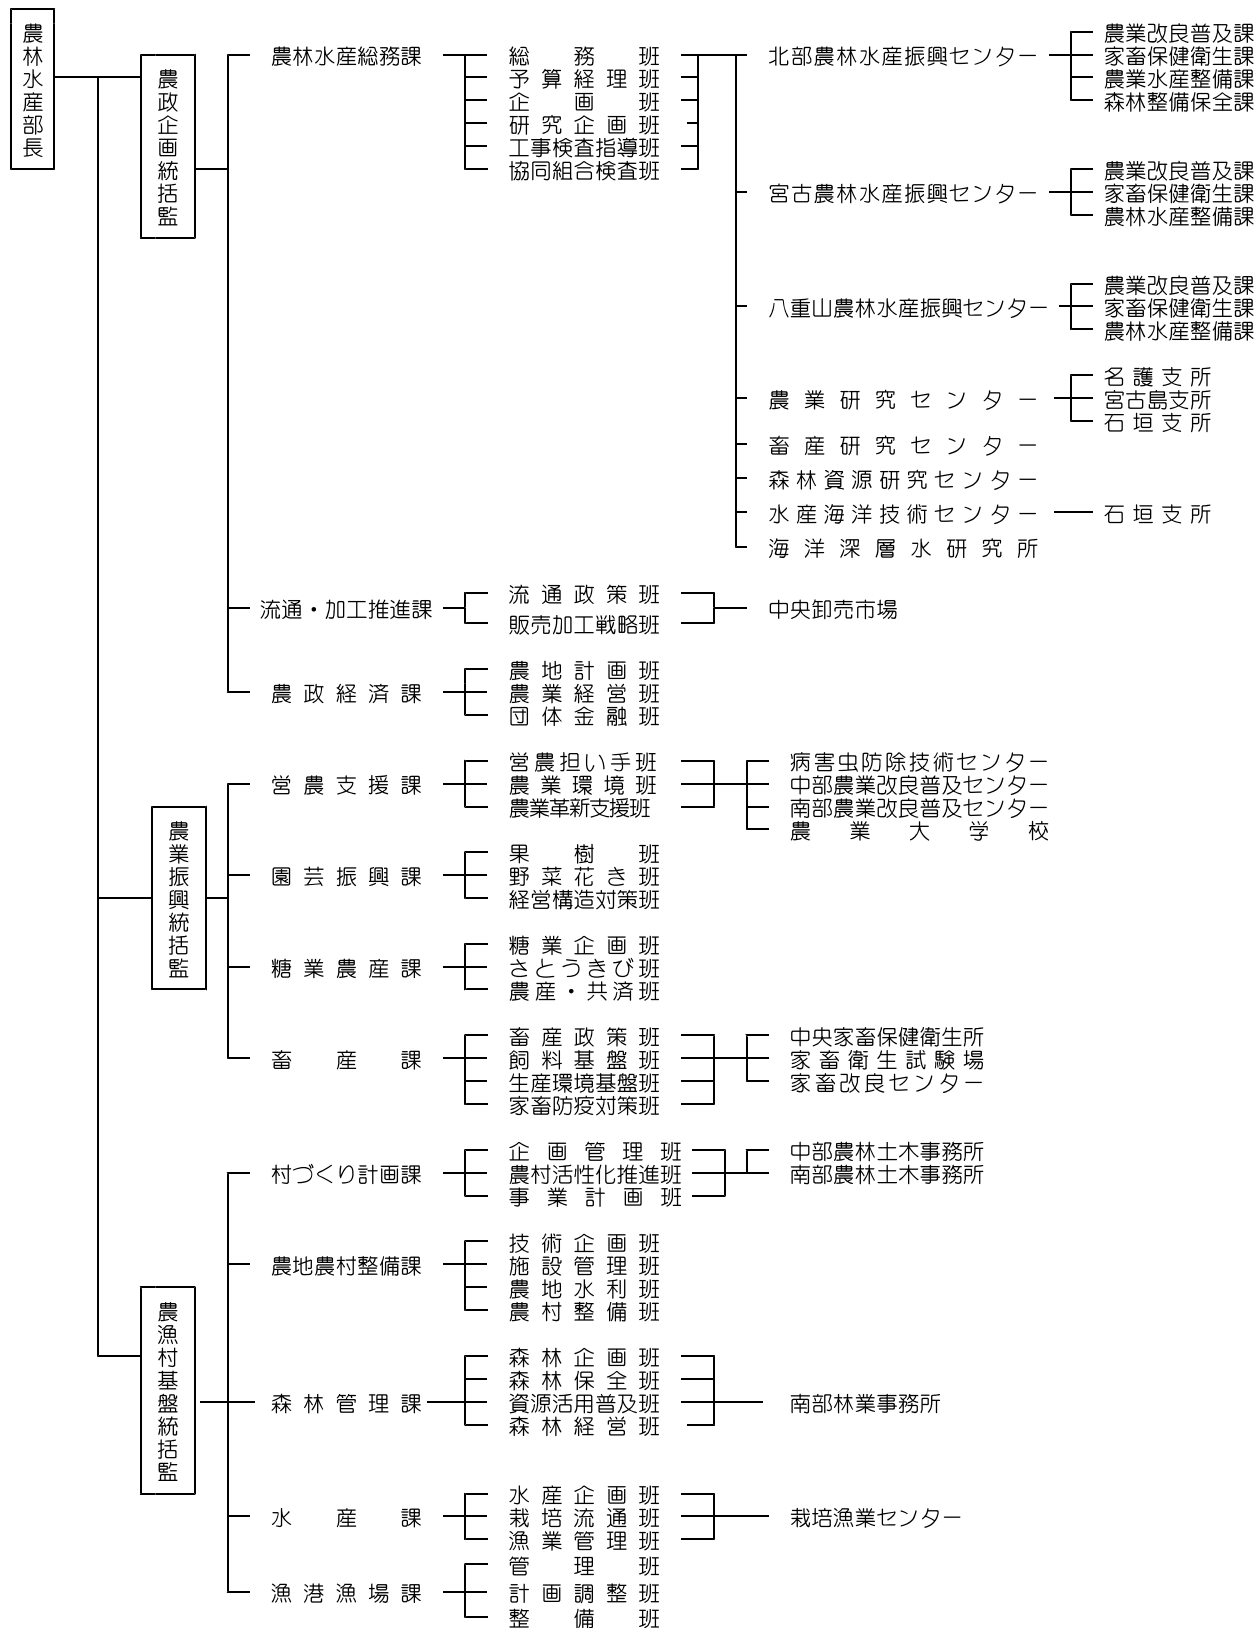 農林水産部長
農政企画統括監
農林水産総務課
総務班
予算経理班
企画班
研究企画班
工事検査指導班
協同組合検査班
北部農林水産振興センター
農業改良普及課
家畜保健衛生課
農業水産整備課
森林整備保全課
宮古農林水産振興センター
農業改良普及課
家畜保健衛生課
農林水産整備課
八重山農林水産振興センター
農業改良普及課
家畜保健衛生課
農林水産整備課
農業研究センター
名護支所
宮古島支所
石垣支所
畜産研究センター
森林資源研究センター
水産海洋技術センター
石垣支所
海洋深層水研究所
流通・加工推進課
流通政策班
販売加工戦略班
中央卸売市場
農政経済課
農地計画班
農業経営班
団体金融班
農業振興統括監
営農支援課
営農担い手班
農業環境班
農業革新支援班
病害虫防除技術センター
中部農業改良普及センター
南部農業改良普及センター
農業大学校
園芸振興課
果樹班
野菜花き班
経営構造対策班
糖業農産課
糖業企画班
さとうきび班
農産・共済班
畜産課
畜産政策班
飼料基盤班
生産環境基盤班
家畜防疫対策班
中央家畜保健衛生所
家畜衛生試験場
家畜改良センター
農漁村基盤統括監
村づくり計画課
企画管理班
農村活性化推進班
事業計画班
中部農林土木事務所
南部農林土木事務所
農地農村整備課
技術企画班
施設管理班
農地水利班
農村整備班
森林管理課
森林企画班
森林保全班
資源活用普及班
森林経営班
南部林業事務所
水産課
水産企画班
栽培流通班
漁業管理班
栽培漁業センター
漁港漁場課
管理班
計画調整班
整備班